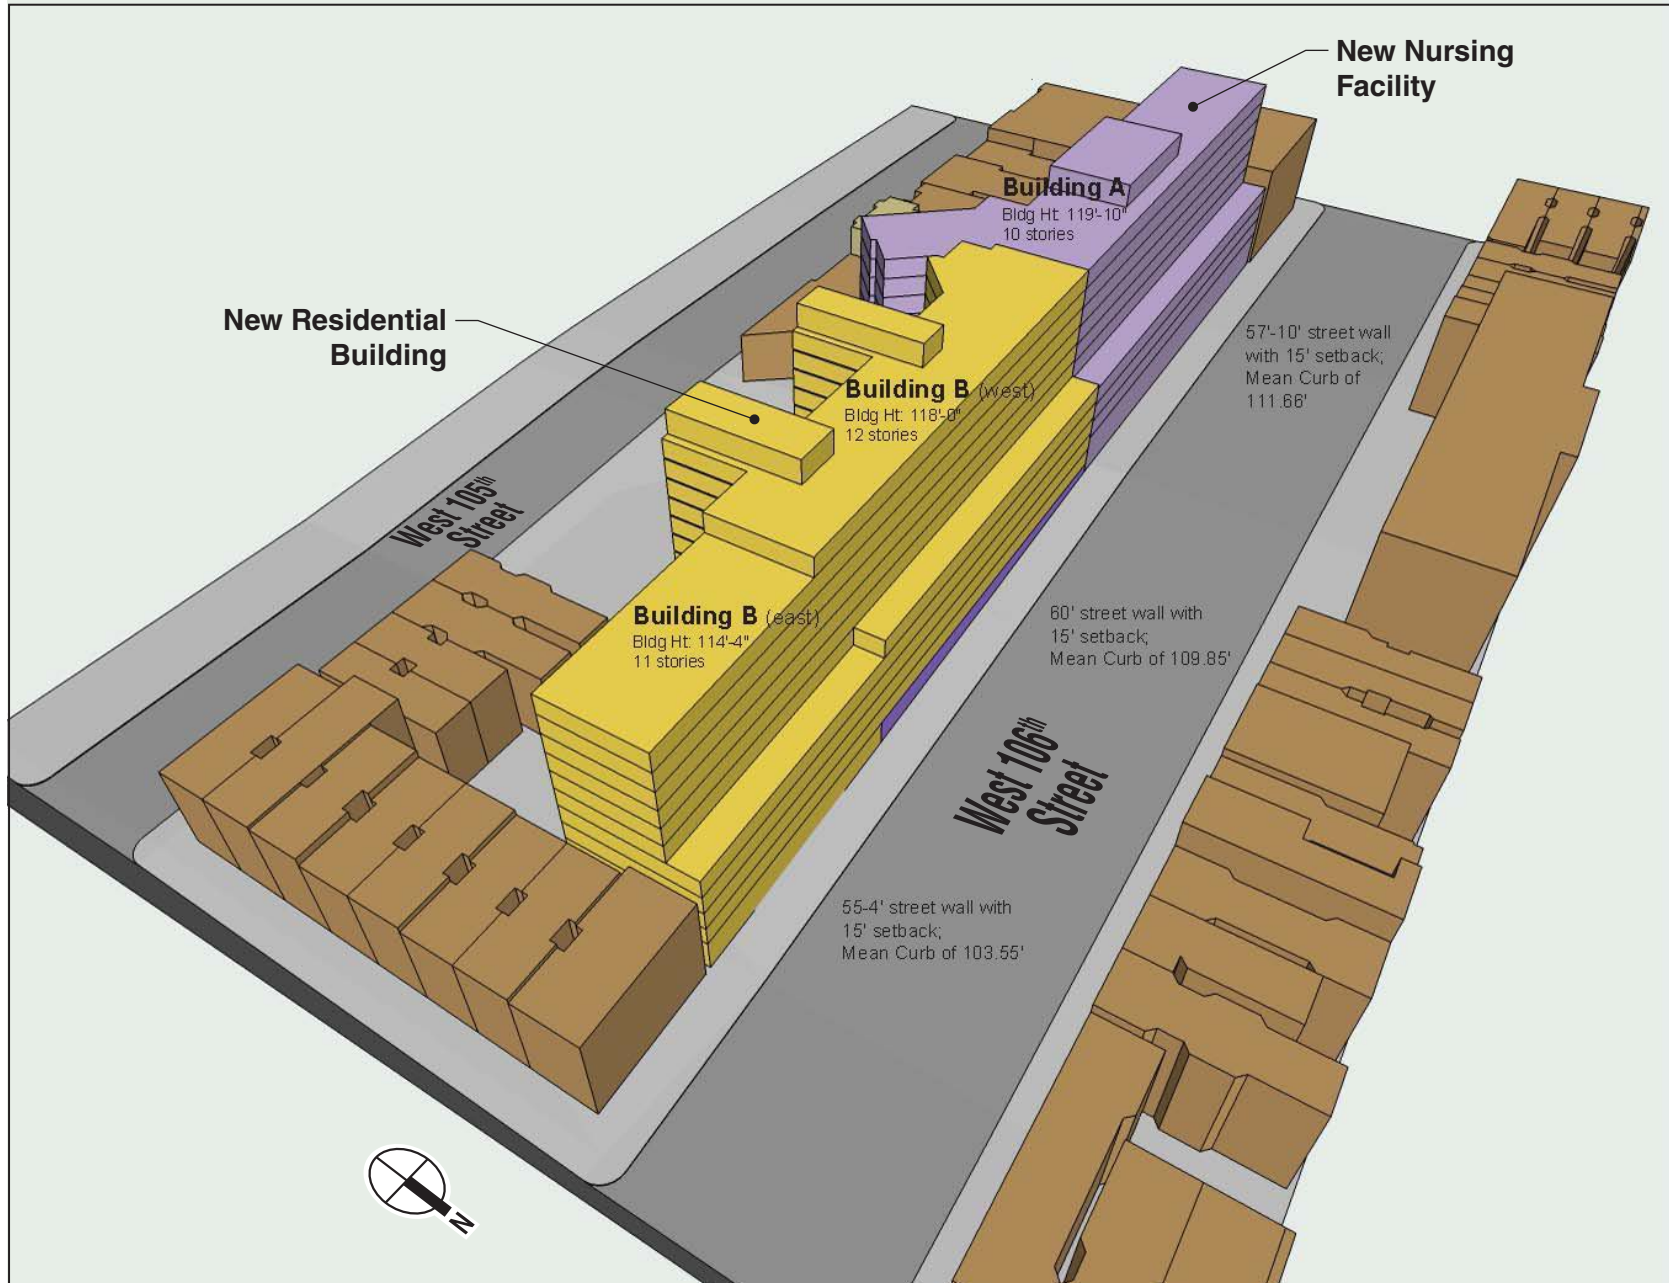 New Nursing
Facility
Building A
Bldg Ht: 119'-10"
10 stories
New Residential
Building
57'-10' street wall
with 15' setback;
Mean Curb of
111.66'
Building B (west)
Bldg Ht: 118'-0"
12 stories
West 105th
Street
Building B (east)
Bldg Ht: 114'-4"
11 stories
60' street wall with
15' setback;
Mean Curb of 109.85'
West 106th
Street
55-4' street wall with
15' setback;
Mean Curb of 103.55'
N